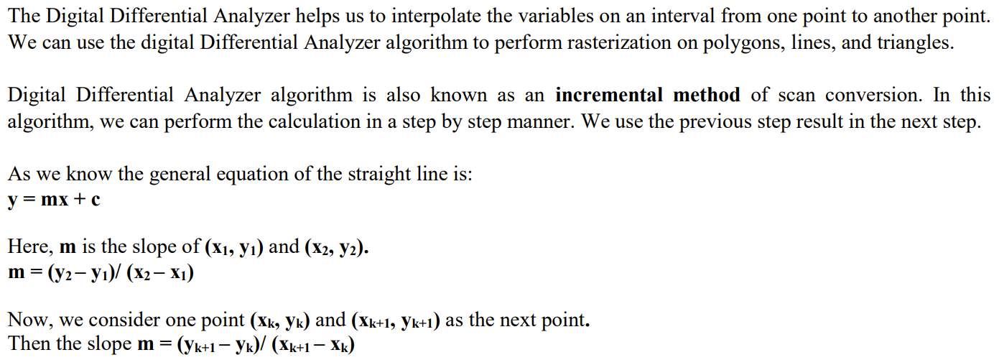 The Digital Differential Analyzer helps us to interpolate the variables on an interval from one point to another point.
We can use the digital Differential Analyzer algorithm to perform rasterization on polygons, lines, and triangles.
Digital Differential Analyzer algorithm is also known as an incremental method of scan conversion. In this
algorithm, we can perform the calculation in a step by step manner. We use the previous step result in the next step.
As we know the general equation of the straight line is:
y = mx + c
Here, m is the slope of (x₁, y₁) and (x₂, y₂).
m = (y₂ – y₁)/ (x₂ – x₁)
Now, we consider one point (xₖ, yₖ) and (xₖ₊₁, yₖ₊₁) as the next point.
Then the slope m = (yₖ₊₁ – yₖ)/ (xₖ₊₁ – xₖ)